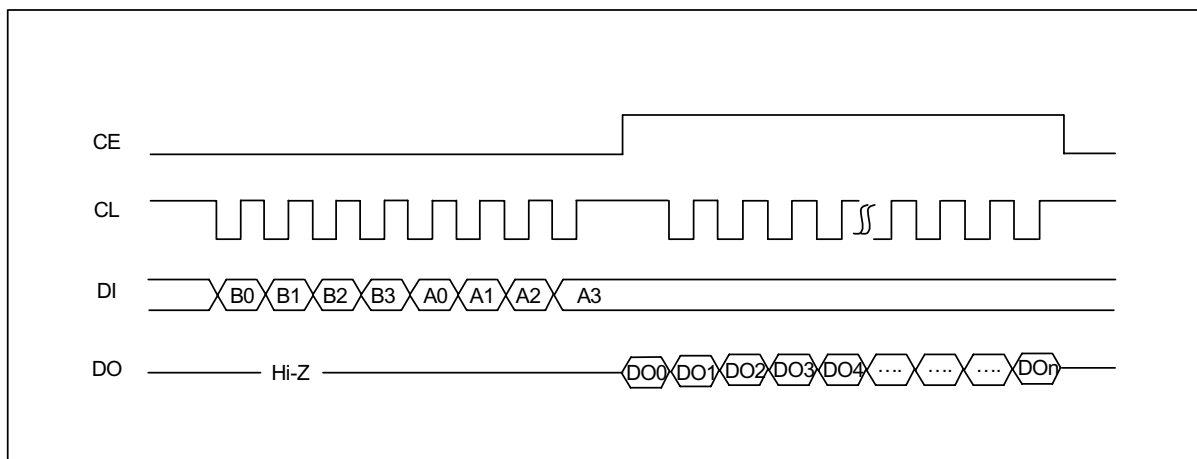 CE
CL
DI B0 B1 B2 B3 A0 A1 A2 A3
DO Hi-Z DO0 DO1 DO2 DO3 DO4 .... .... .... DOn